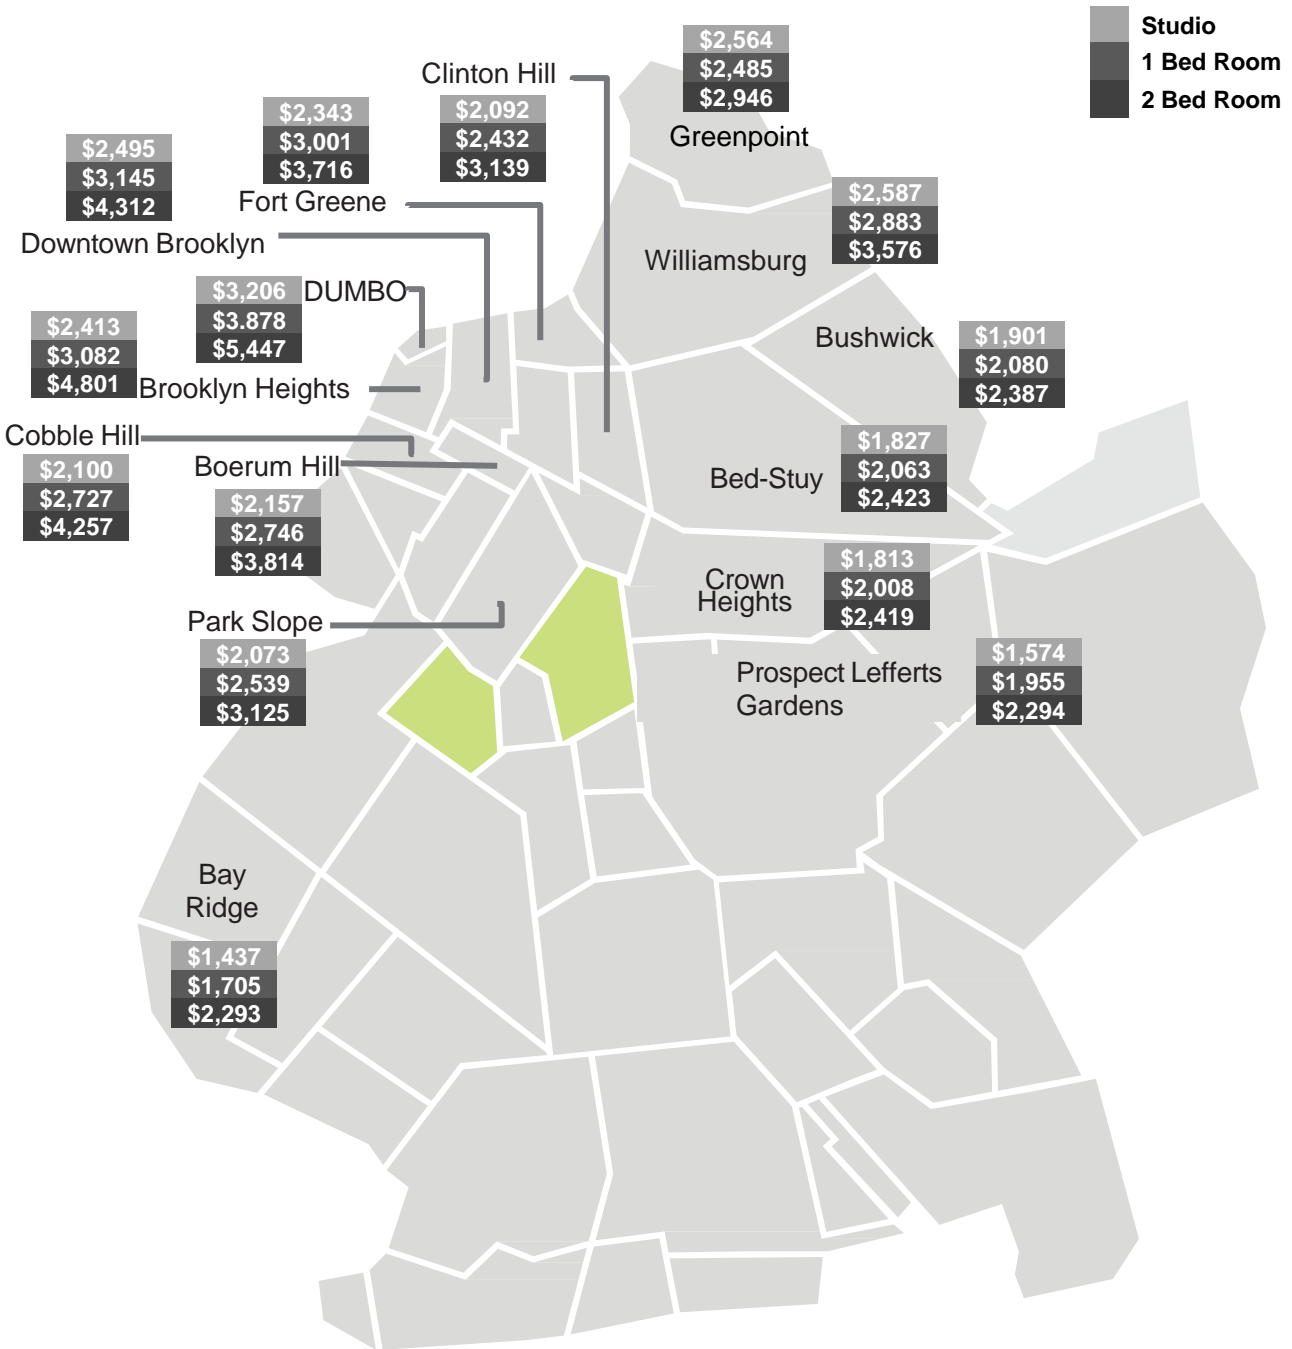 Studio
1 Bed Room
2 Bed Room
$2,564
$2,485
$2,946
Greenpoint
Clinton Hill
$2,092
$2,432
$3,139
$2,343
$3,001
$3,716
Fort Greene
$2,495
$3,145
$4,312
Downtown Brooklyn
$2,587
$2,883
$3,576
Williamsburg
$3,206
$3.878
$5,447
DUMBO
$2,413
$3,082
$4,801
Brooklyn Heights
Bushwick
$1,901
$2,080
$2,387
Cobble Hill
$2,100
$2,727
$4,257
Boerum Hill
$2,157
$2,746
$3,814
Bed-Stuy
$1,827
$2,063
$2,423
Crown
Heights
$1,813
$2,008
$2,419
Park Slope
$2,073
$2,539
$3,125
Prospect Lefferts
Gardens
$1,574
$1,955
$2,294
Bay
Ridge
$1,437
$1,705
$2,293